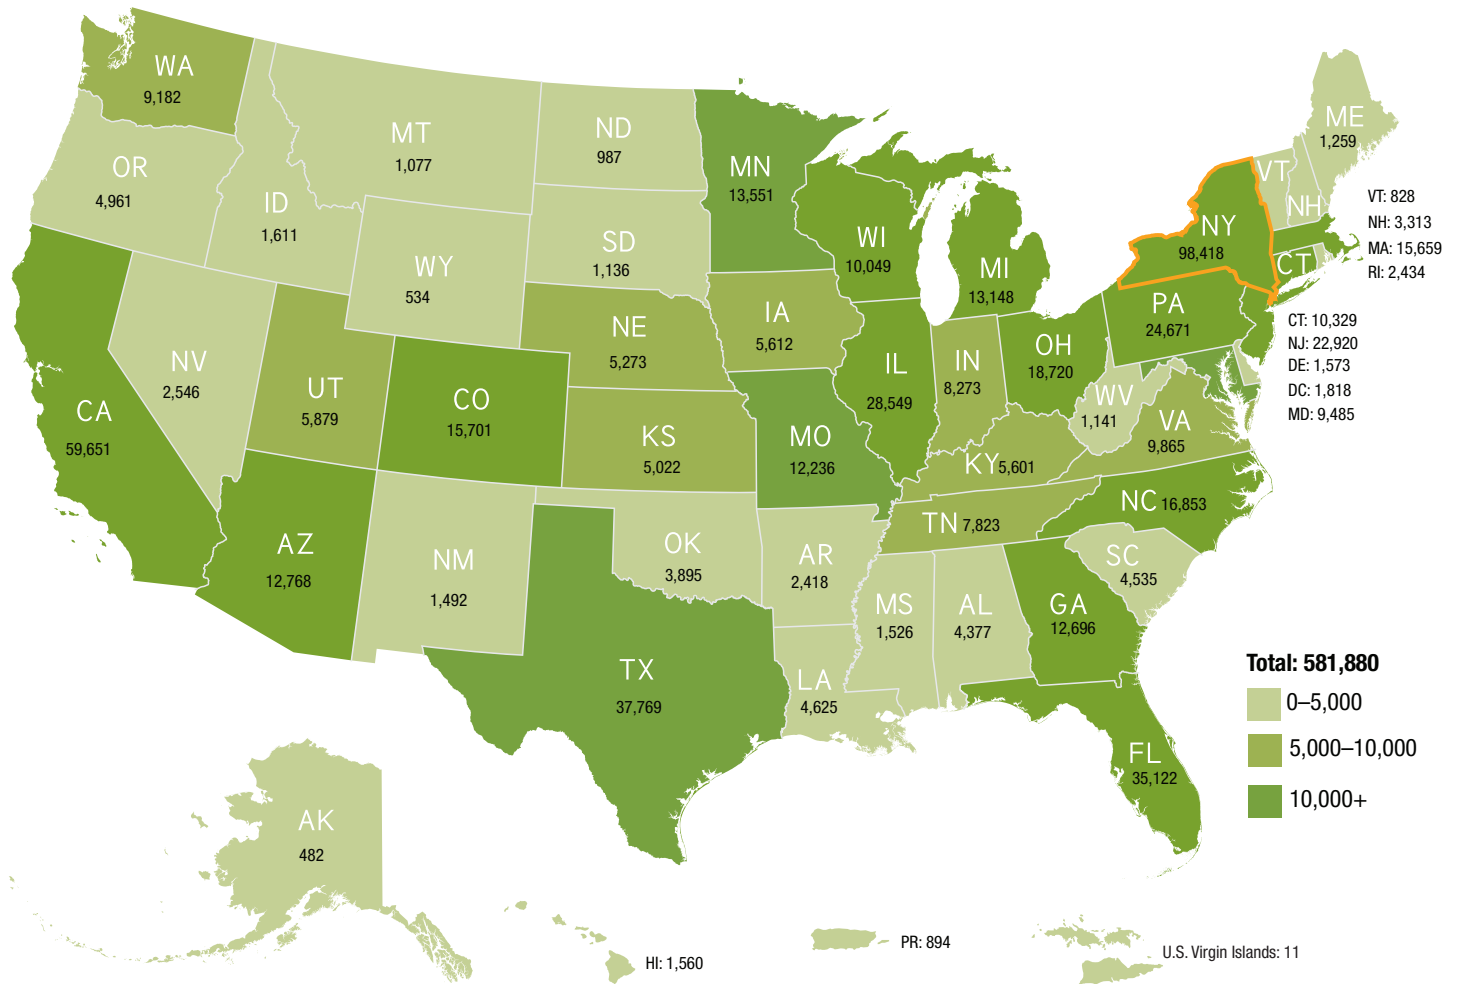 WA
9,182
OR
4,961
ID
1,611
MT
1,077
ND
987
MN
13,551
WY
534
SD
1,136
WI
10,049
MI
13,148
ME
1,259
VT
NH
NY
98,418
CT
VT: 828
NH: 3,313
MA: 15,659
RI: 2,434
NV
2,546
UT
5,879
CO
15,701
NE
5,273
IA
5,612
IL
28,549
IN
8,273
OH
18,720
PA
24,671
CT: 10,329
NJ: 22,920
DE: 1,573
DC: 1,818
MD: 9,485
CA
59,651
KS
5,022
MO
12,236
KY 5,601
WV
1,141
VA
9,865
AZ
12,768
NM
1,492
OK
3,895
AR
2,418
TN 7,823
NC 16,853
SC
4,535
MS
1,526
AL
4,377
GA
12,696
TX
37,769
LA
4,625
FL
35,122
Total: 581,880
0–5,000
5,000–10,000
10,000+
AK
482
HI: 1,560
PR: 894
U.S. Virgin Islands: 11